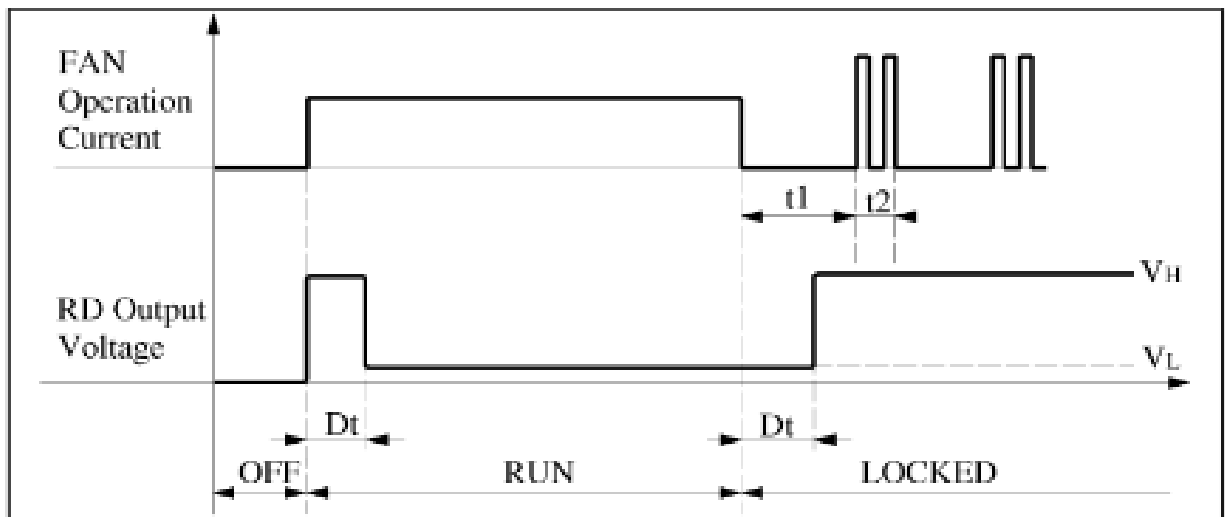 FAN
Operation
Current
t1
t2
RD Output
Voltage
VH
VL
Dt
Dt
OFF
RUN
LOCKED